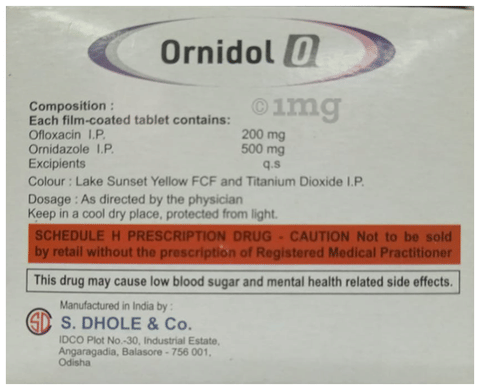 Ornidol O
©1mg
Composition :
Each film-coated tablet contains:
Ofloxacin I.P. 200 mg
Ornidazole I.P. 500 mg
Excipients q.s
Colour : Lake Sunset Yellow FCF and Titanium Dioxide I.P.
Dosage : As directed by the physician
Keep in a cool dry place, protected from light.
SCHEDULE H PRESCRIPTION DRUG - CAUTION Not to be sold
by retail without the prescription of Registered Medical Practitioner
This drug may cause low blood sugar and mental health related side effects.
Manufactured in India by :
SD S. DHOLE & Co.
IDCO Plot No.-30, Industrial Estate,
Angaragadia, Balasore - 756 001,
Odisha